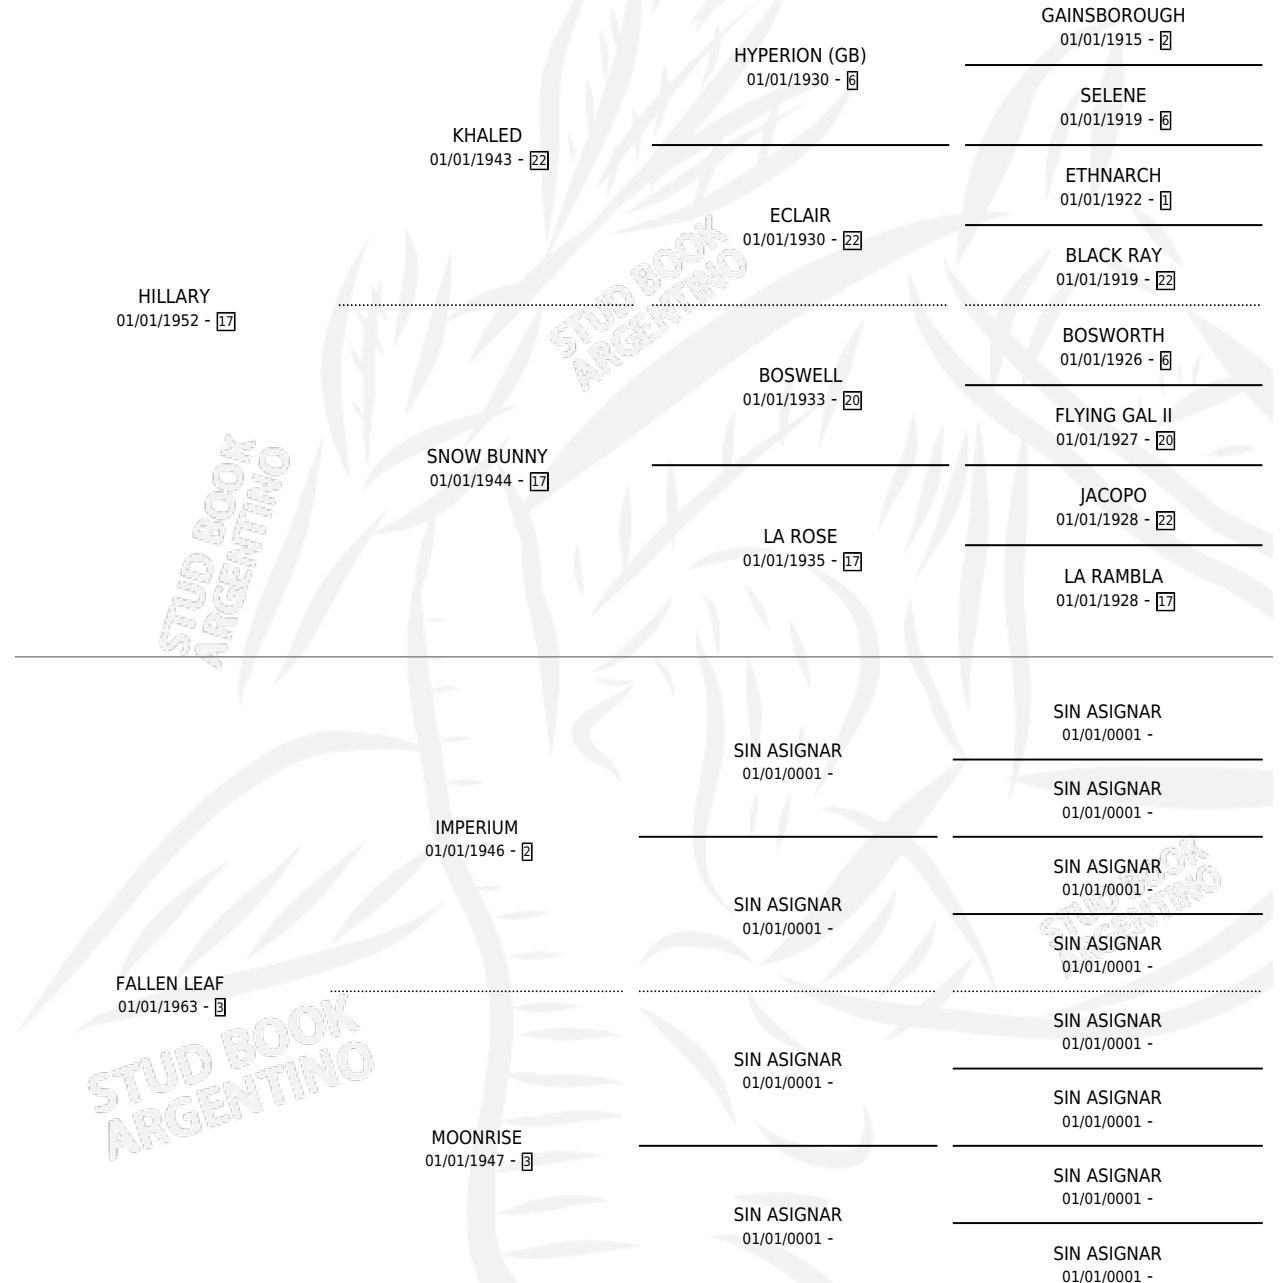 GAINSBOROUGH
01/01/1915 - 2
HYPERION (GB)
01/01/1930 - 6
SELENE
01/01/1919 - 6
KHALED
01/01/1943 - 22
ETHNARCH
01/01/1922 - 1
ECLAIR
01/01/1930 - 22
BLACK RAY
01/01/1919 - 22
HILLARY
01/01/1952 - 17
BOSWORTH
01/01/1926 - 6
BOSWELL
01/01/1933 - 20
FLYING GAL II
01/01/1927 - 20
SNOW BUNNY
01/01/1944 - 17
JACOPO
01/01/1928 - 22
LA ROSE
01/01/1935 - 17
LA RAMBLA
01/01/1928 - 17
SIN ASIGNAR
01/01/0001 -
SIN ASIGNAR
01/01/0001 -
SIN ASIGNAR
01/01/0001 -
IMPERIUM
01/01/1946 - 2
SIN ASIGNAR
01/01/0001 -
SIN ASIGNAR
01/01/0001 -
SIN ASIGNAR
01/01/0001 -
FALLEN LEAF
01/01/1963 - 3
SIN ASIGNAR
01/01/0001 -
SIN ASIGNAR
01/01/0001 -
SIN ASIGNAR
01/01/0001 -
MOONRISE
01/01/1947 - 3
SIN ASIGNAR
01/01/0001 -
SIN ASIGNAR
01/01/0001 -
SIN ASIGNAR
01/01/0001 -
STUD BOOK
ARGENTINO
STUD BOOK
ARGENTINO
STUD BOOK
ARGENTINO
STUD BOOK
ARGENTINO